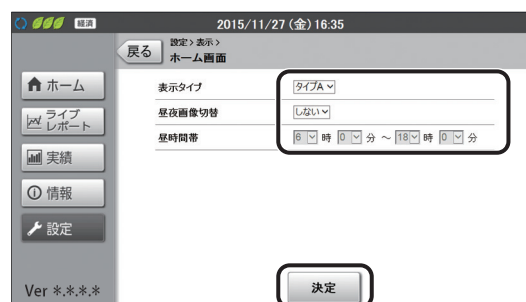 経済
2015/11/27 (金) 16:35
戻る
設定>表示>
ホーム画面
ホーム
ライブ
レポート
実績
情報
設定
Ver *.*.*.*
表示タイプ タイプA
昼夜画像切替 しない
昼時間帯 6 時 0 分 ～ 18 時 0 分
決定